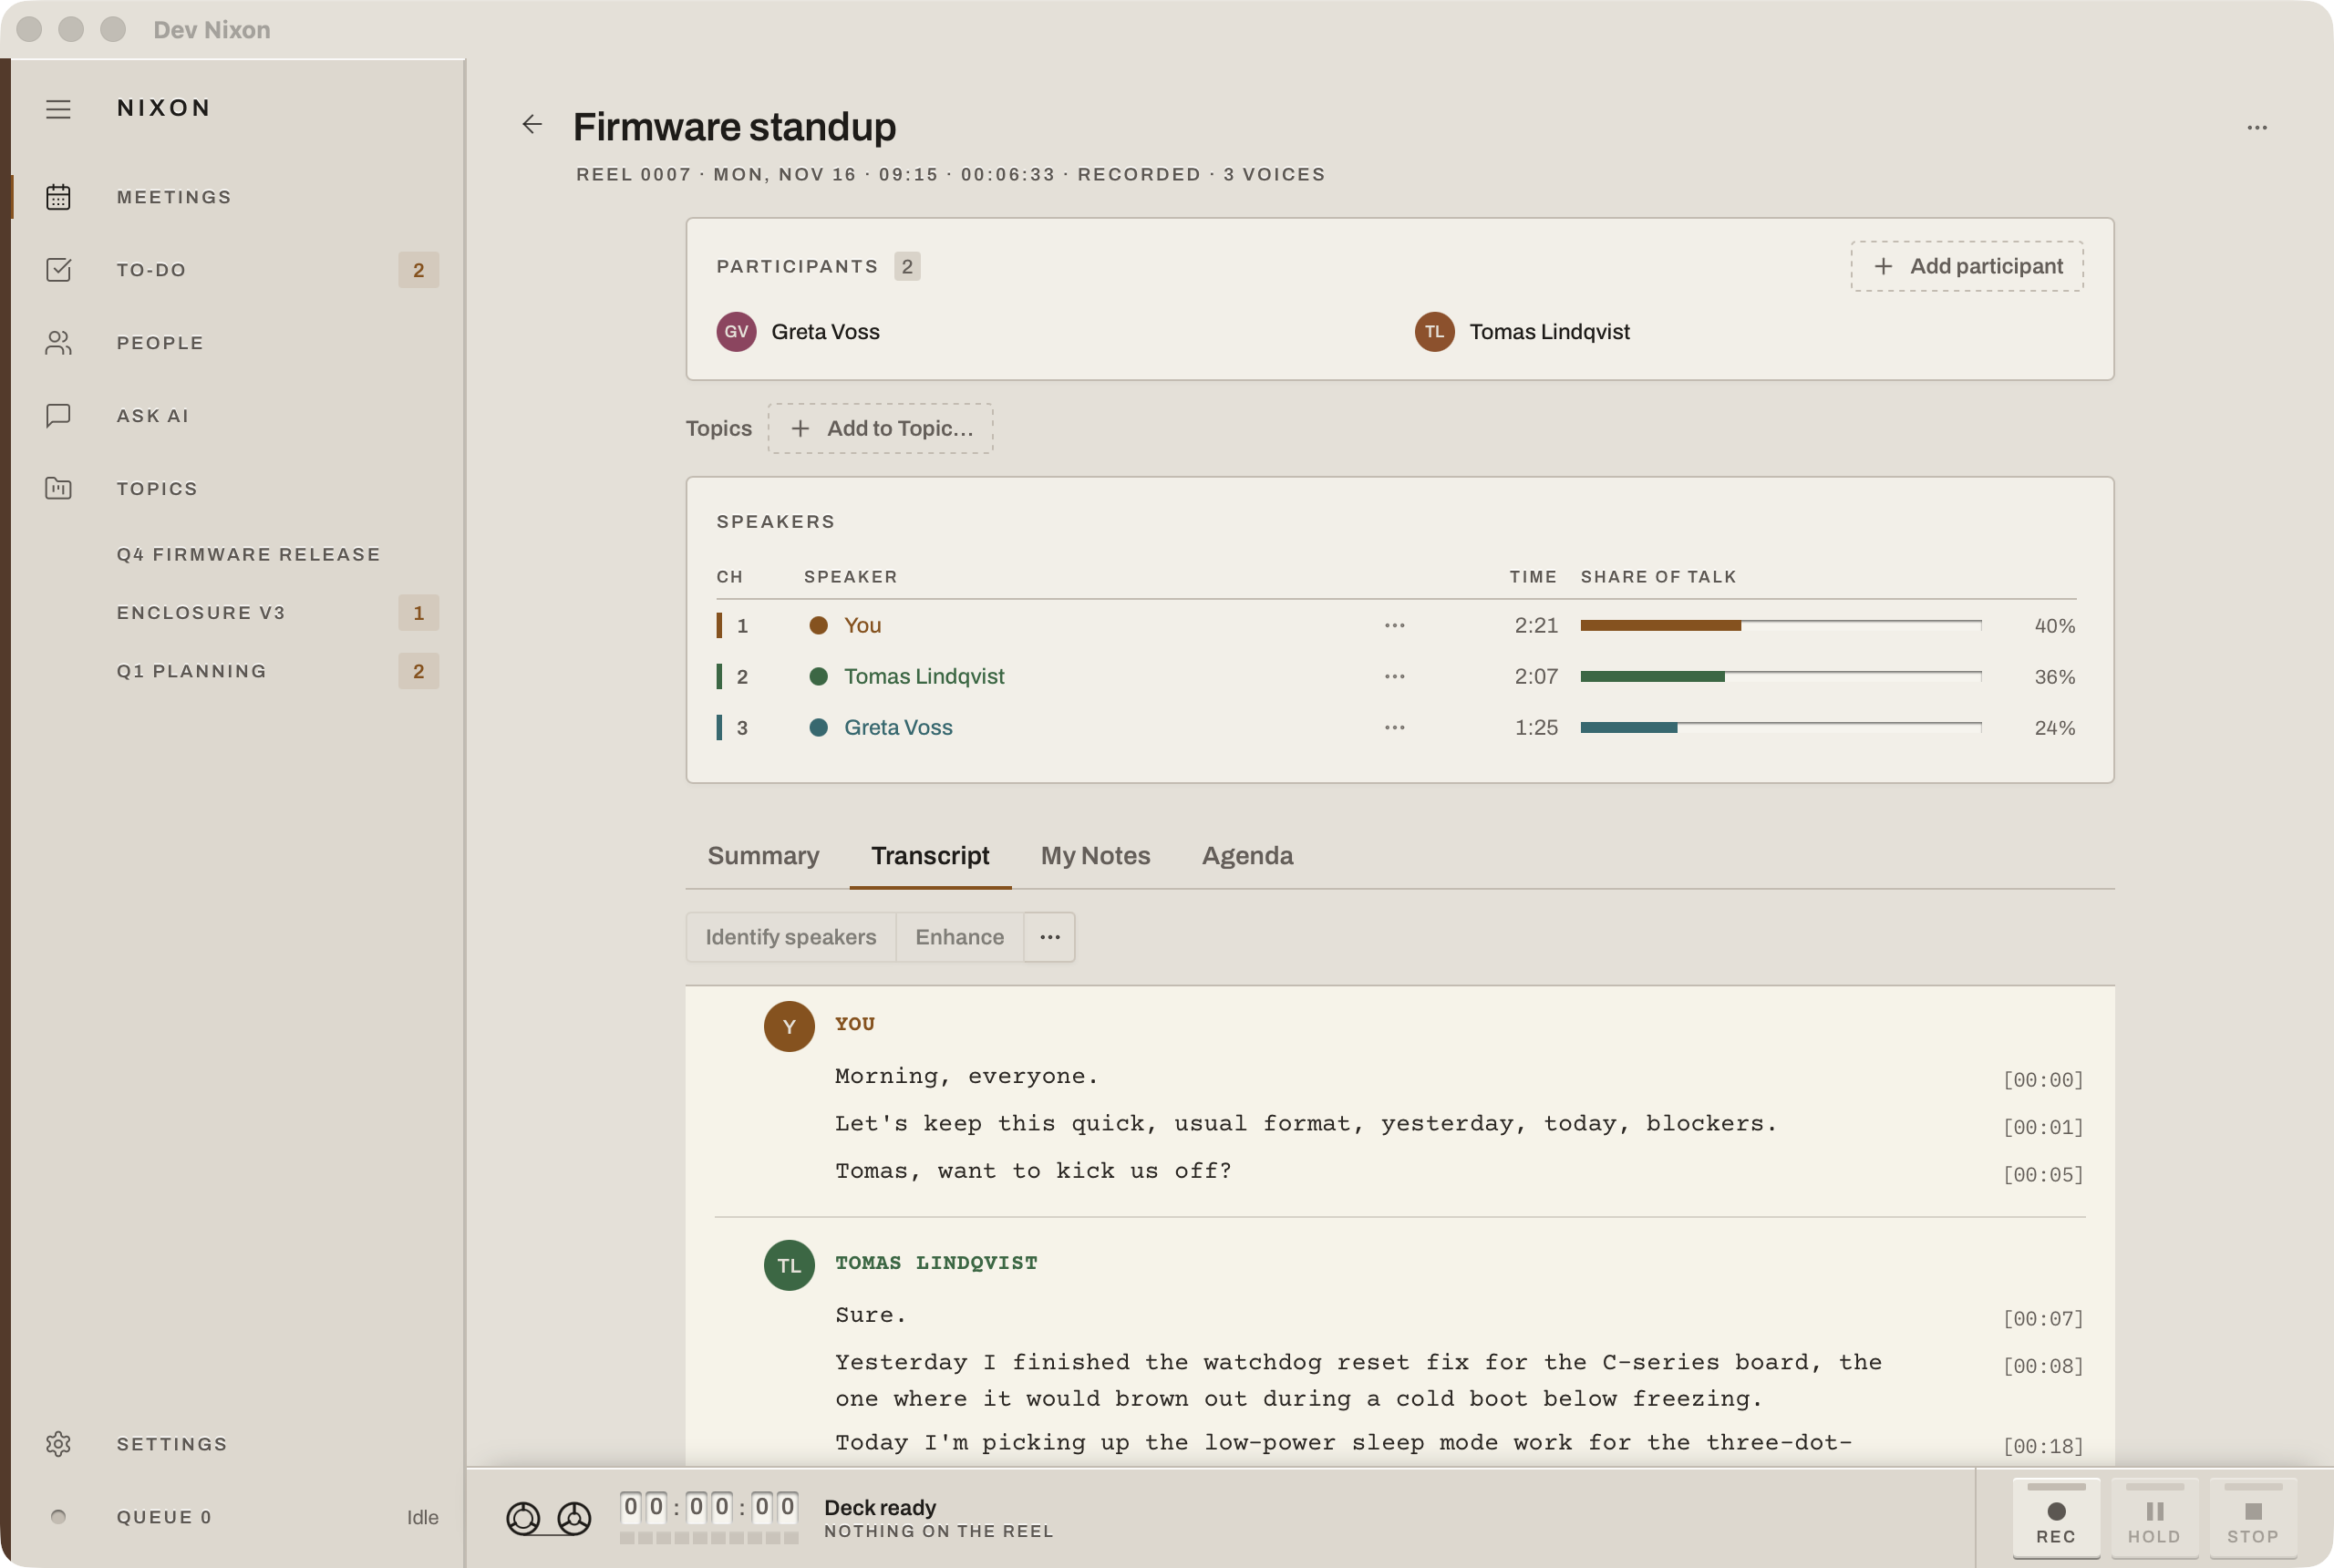 Dev Nixon
NIXON
MEETINGS
TO-DO 2
PEOPLE
ASK AI
TOPICS
Q4 FIRMWARE RELEASE
ENCLOSURE V3 1
Q1 PLANNING 2
SETTINGS
QUEUE 0 Idle
Firmware standup
REEL 0007 · MON, NOV 16 · 09:15 · 00:06:33 · RECORDED · 3 VOICES
PARTICIPANTS 2
Add participant
GV Greta Voss
TL Tomas Lindqvist
Topics
Add to Topic...
SPEAKERS
CH SPEAKER TIME SHARE OF TALK
1 You 2:21 40%
2 Tomas Lindqvist 2:07 36%
3 Greta Voss 1:25 24%
Summary Transcript My Notes Agenda
Identify speakers Enhance
Y YOU
Morning, everyone. [00:00]
Let's keep this quick, usual format, yesterday, today, blockers. [00:01]
Tomas, want to kick us off? [00:05]
TL TOMAS LINDQVIST
Sure. [00:07]
Yesterday I finished the watchdog reset fix for the C-series board, the [00:08]
one where it would brown out during a cold boot below freezing.
Today I'm picking up the low-power sleep mode work for the three-dot- [00:18]
00:00:00
Deck ready
NOTHING ON THE REEL
REC HOLD STOP